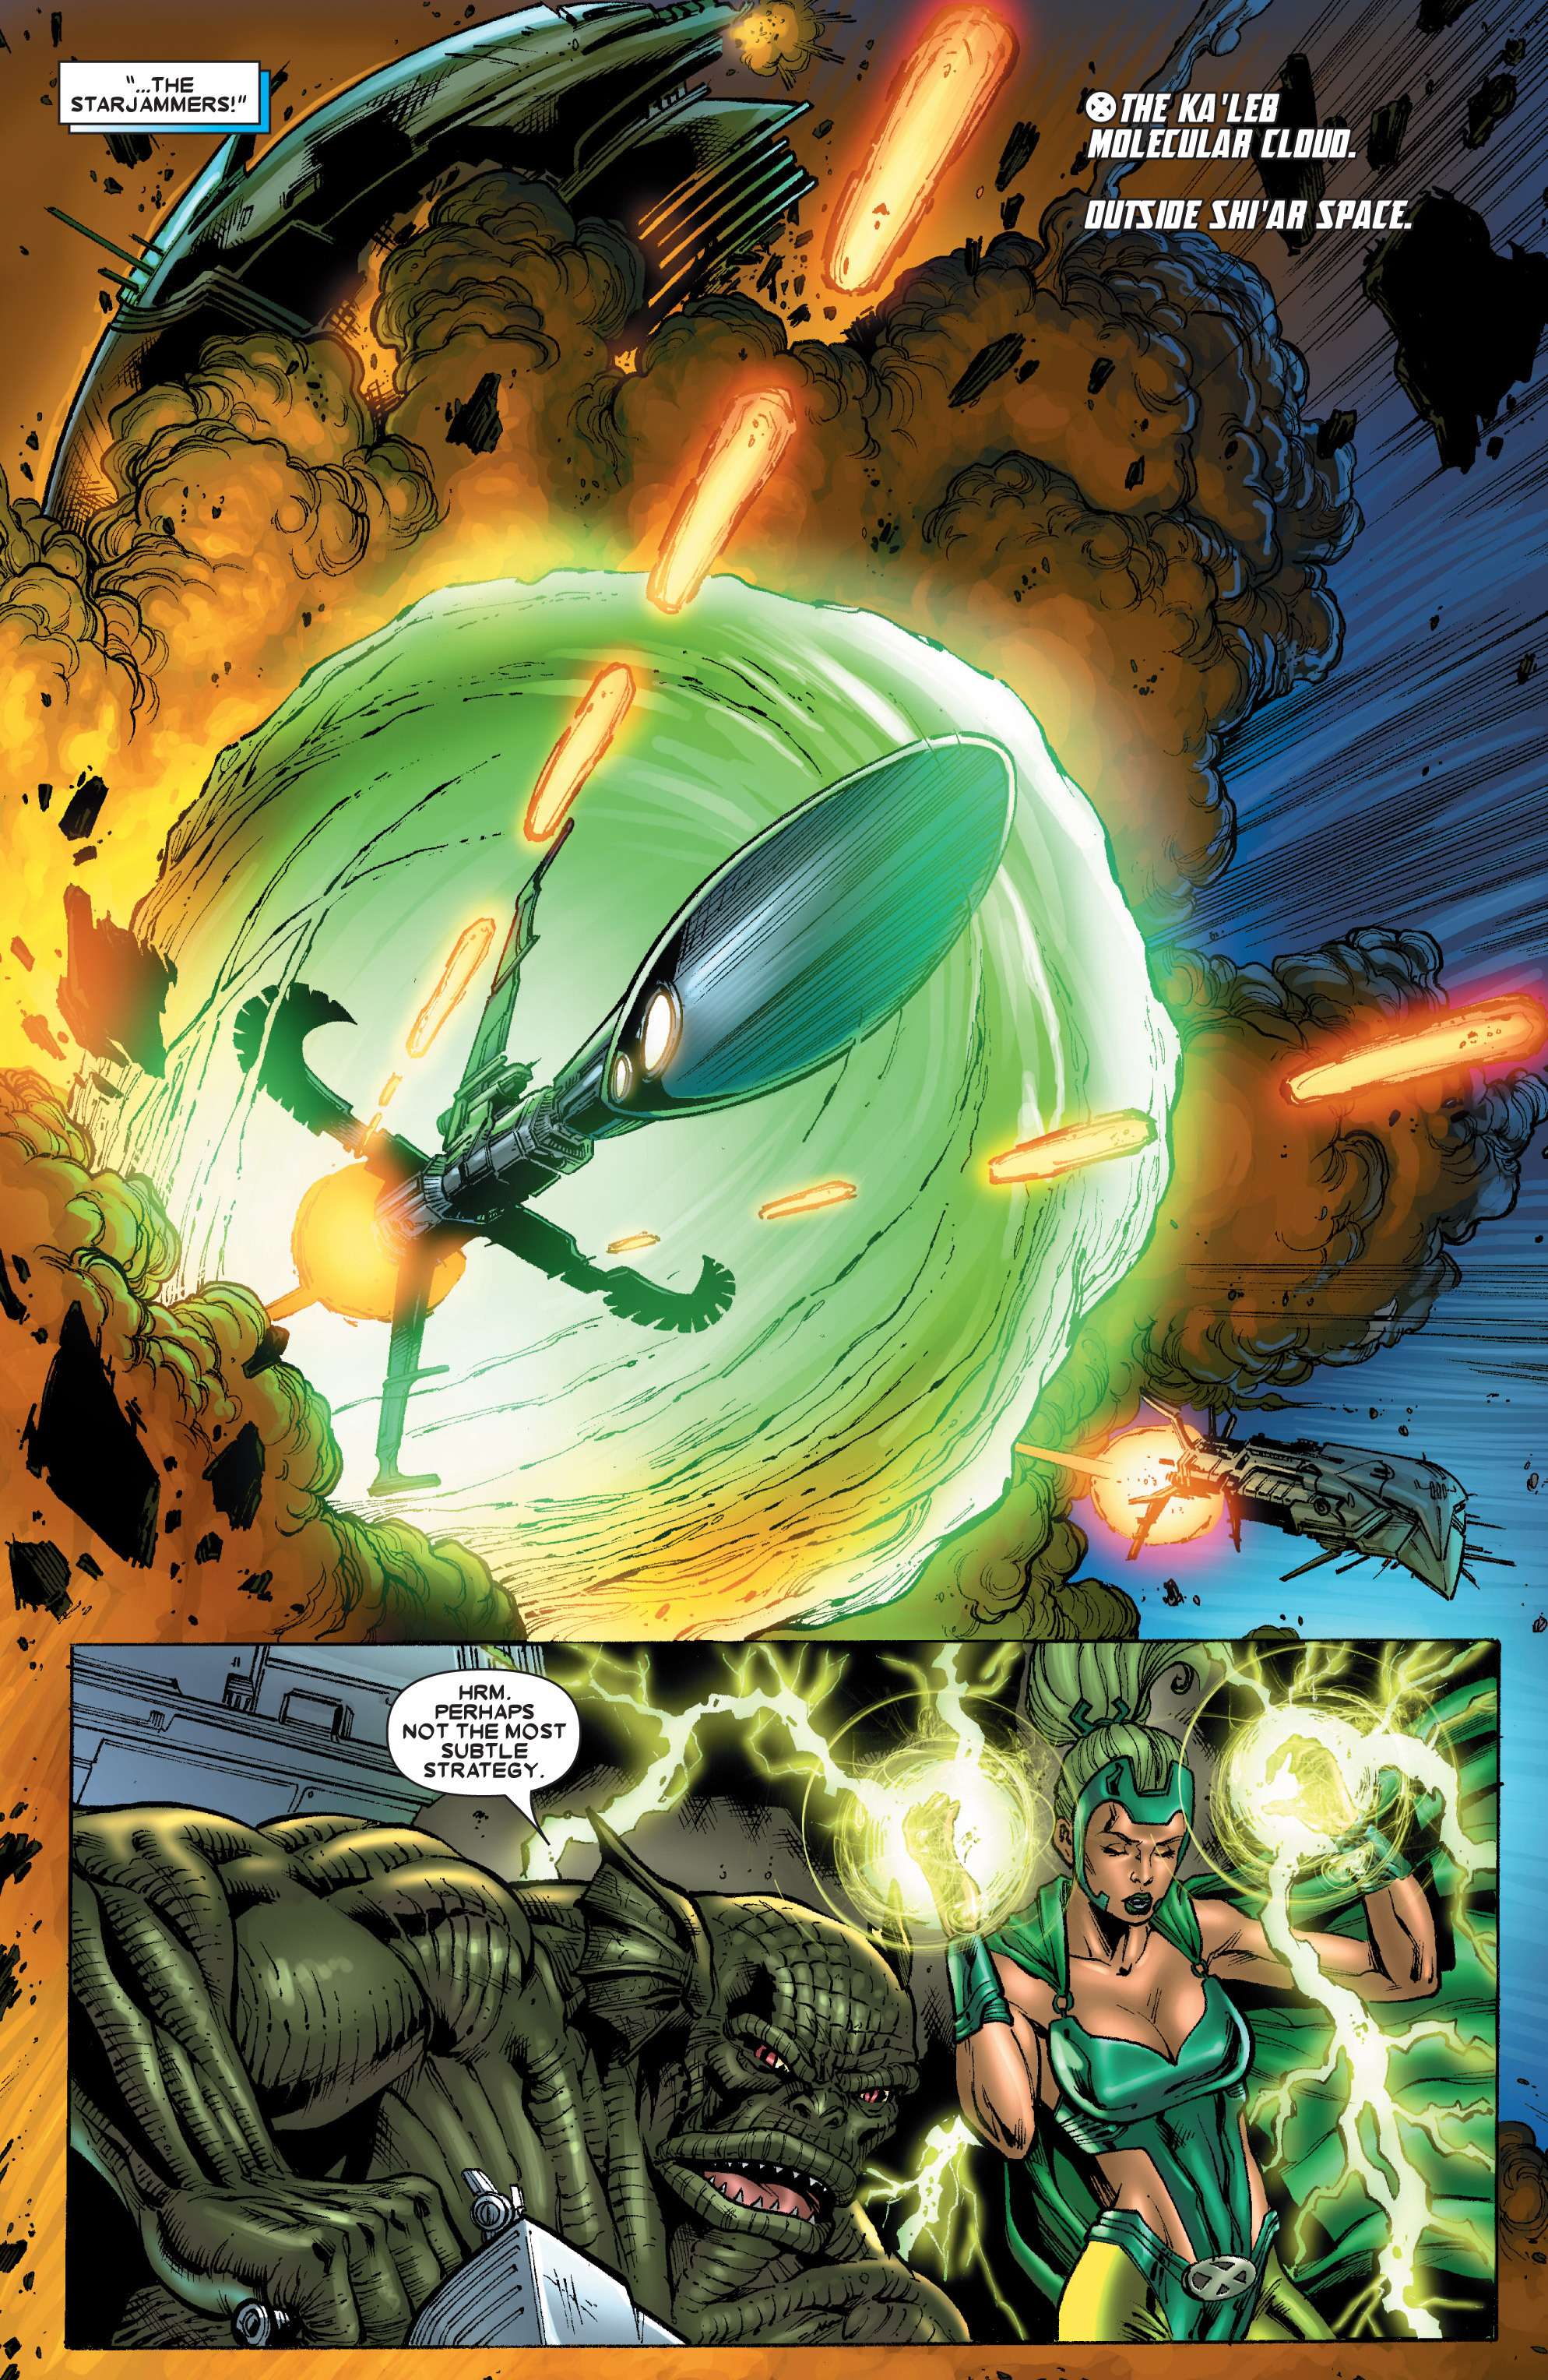 "...THE
STARJAMMERS!"
THE KA'LEB
MOLECULAR CLOUD.
OUTSIDE SHI'AR SPACE.
HRM.
PERHAPS
NOT THE MOST
SUBTLE
STRATEGY.